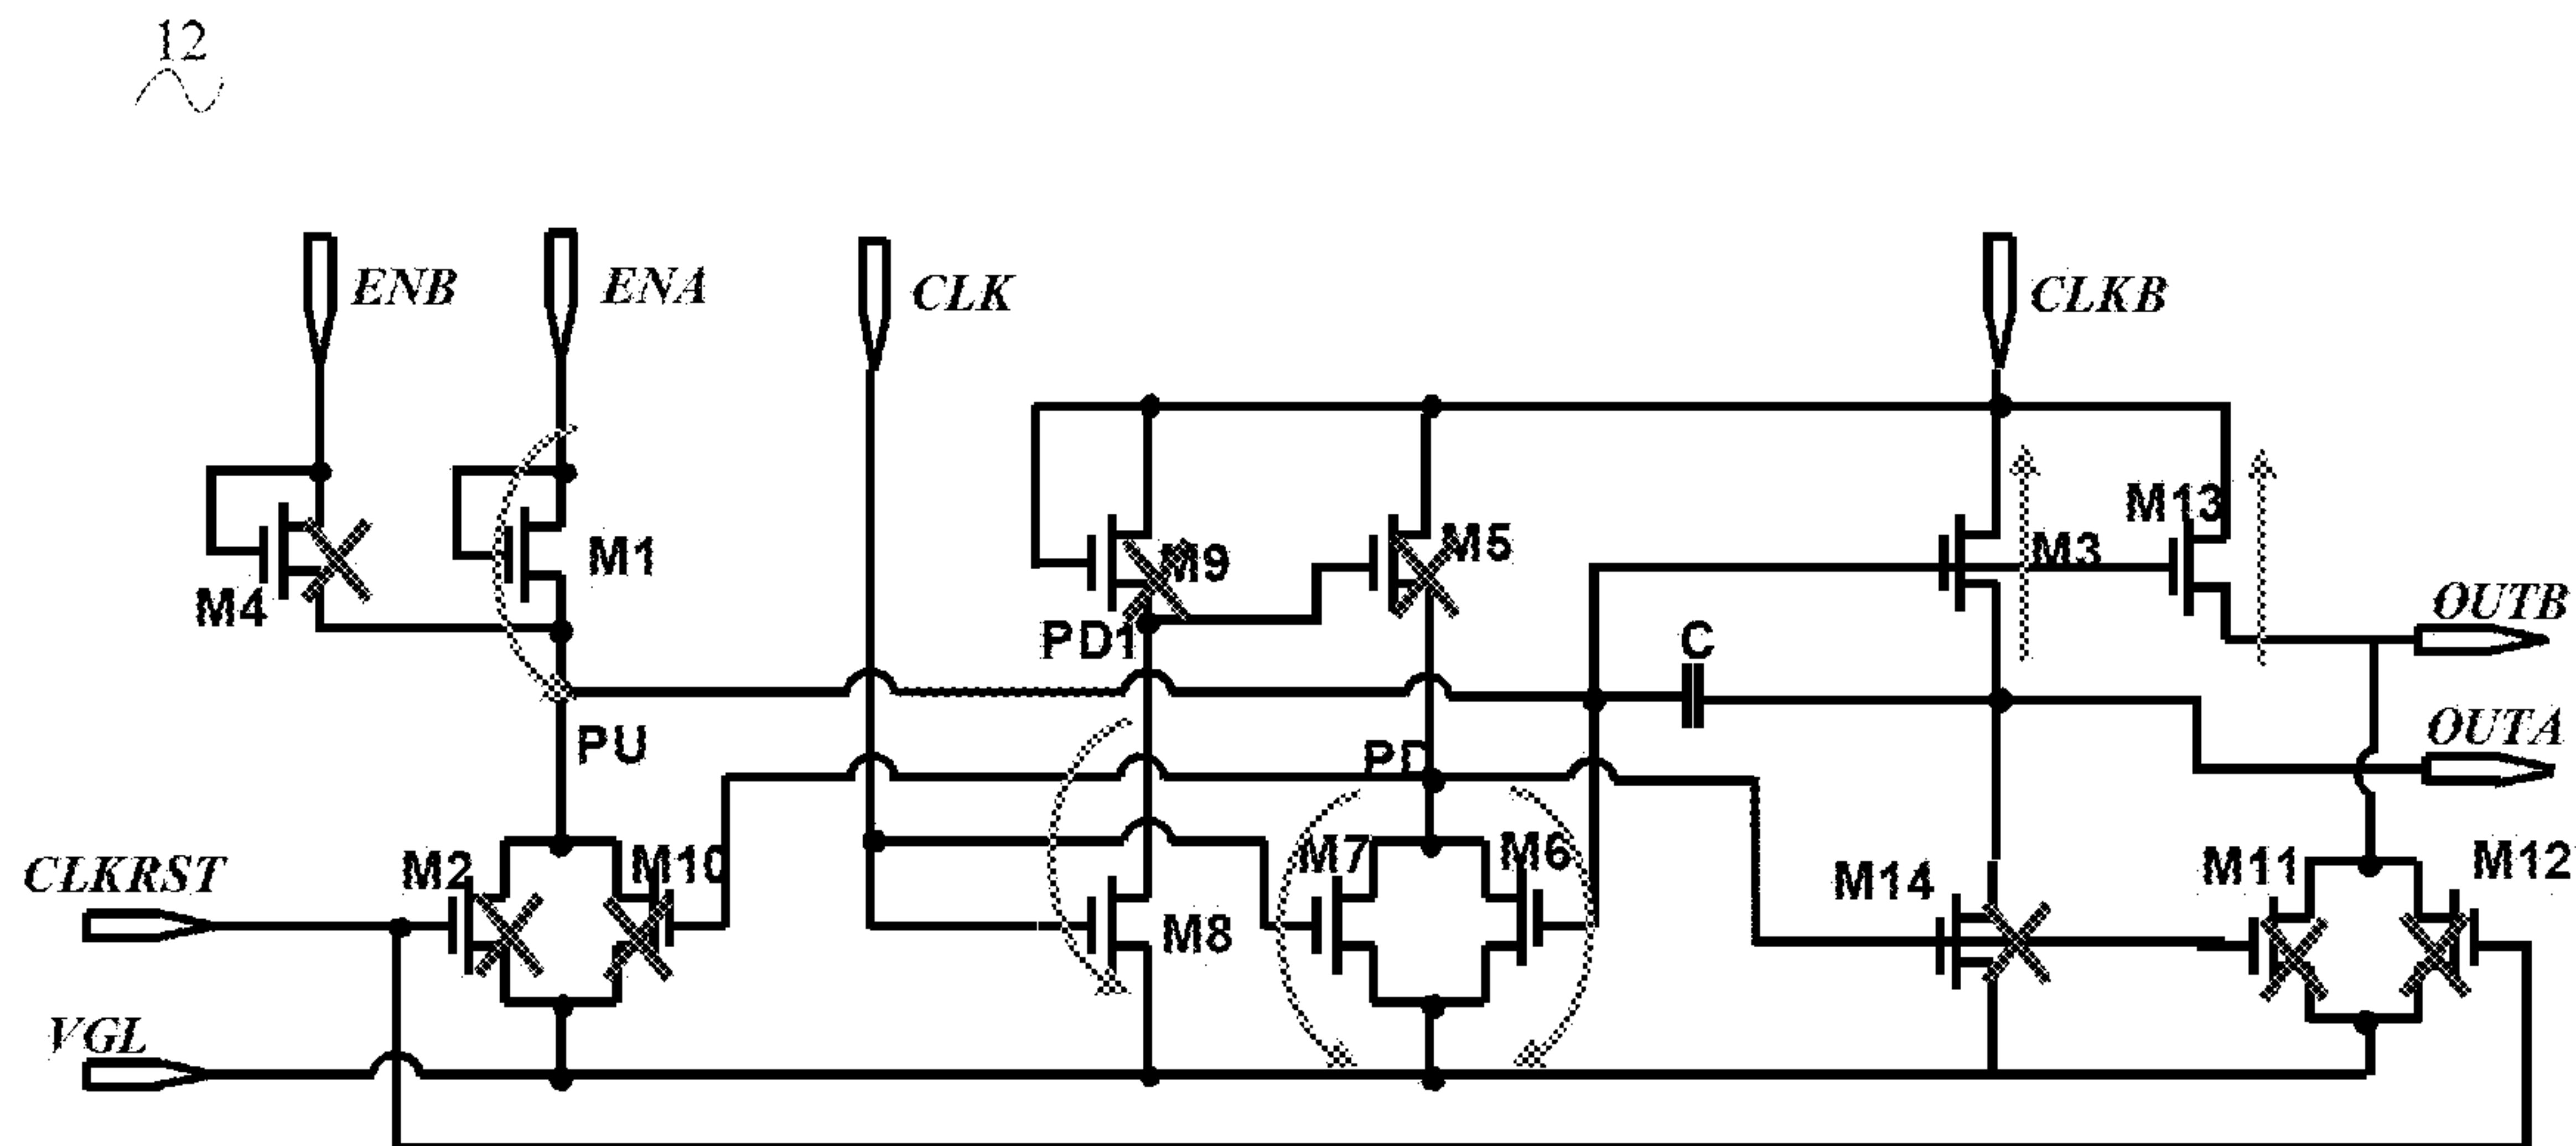 12
ENB
ENA
CLK
CLKB
M1
M4
M9
M5
M3
M13
PD1
C
OUTB
OUTA
PU
PD
CLKRST
M2
M10
M8
M7
M6
M14
M11
M12
VGL